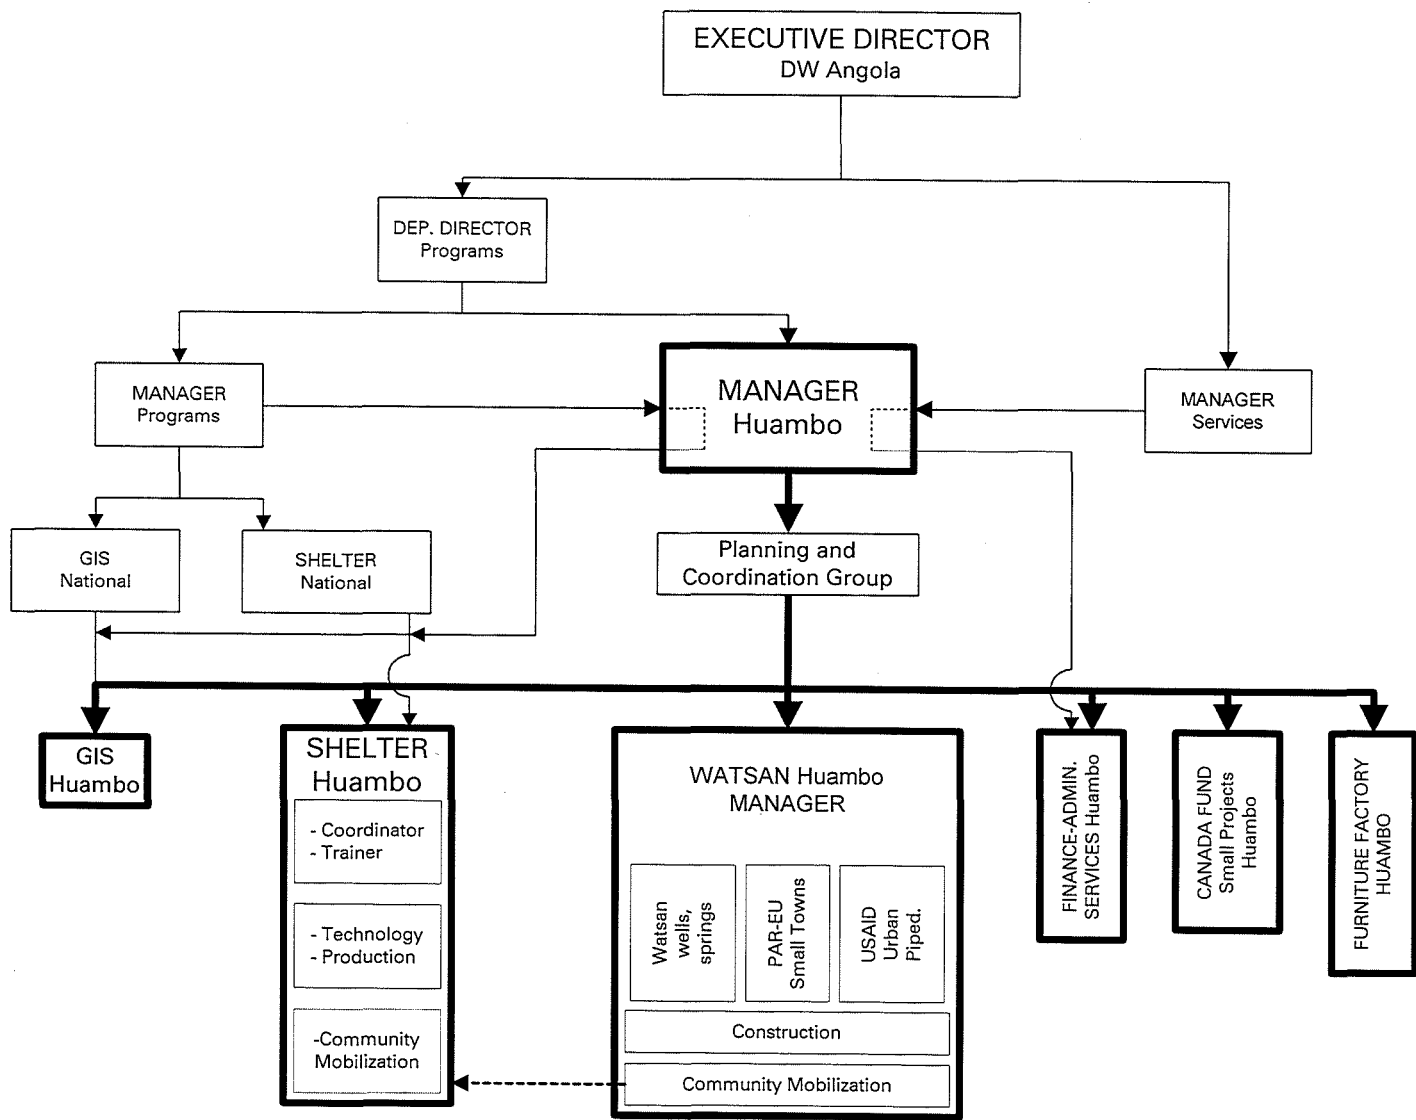 EXECUTIVE DIRECTOR
DW Angola
DEP. DIRECTOR
Programs
MANAGER
Programs
MANAGER
Huambo
MANAGER
Services
GIS
National
SHELTER
National
Planning and
Coordination Group
GIS
Huambo
SHELTER
Huambo
- Coordinator
- Trainer
- Technology
- Production
-Community
Mobilization
WATSAN Huambo
MANAGER
Watsan
wells,
springs
PAR-EU
Small Towns
USAID
Urban
Piped.
Construction
Community Mobilization
FINANCE-ADMIN.
SERVICES Huambo
CANADA FUND
Small Projects
Huambo
FURNITURE FACTORY
HUAMBO